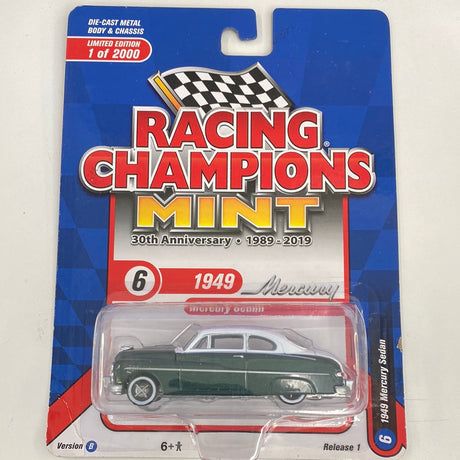 DIE-CAST METAL
BODY & CHASSIS
LIMITED EDITION
1 of 2000
RACING
CHAMPIONS
MINT
30th Anniversary • 1989 - 2019
6 1949 Mercury
Mercury Sedan
6 1949 Mercury Sedan
Version B 6+ Release 1